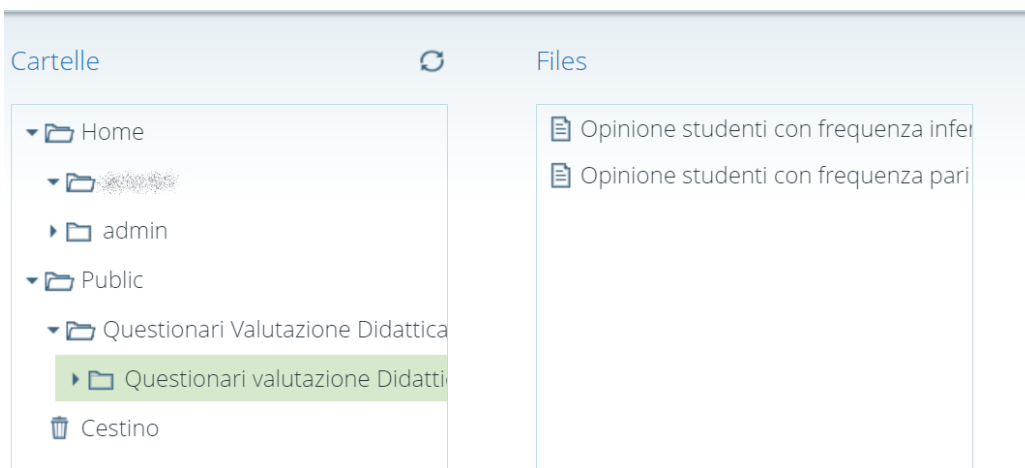 Cartelle
Home
admin
Public
Questionari Valutazione Didattica
Questionari valutazione Didatti
Cestino
Files
Opinione studenti con frequenza infer
Opinione studenti con frequenza pari